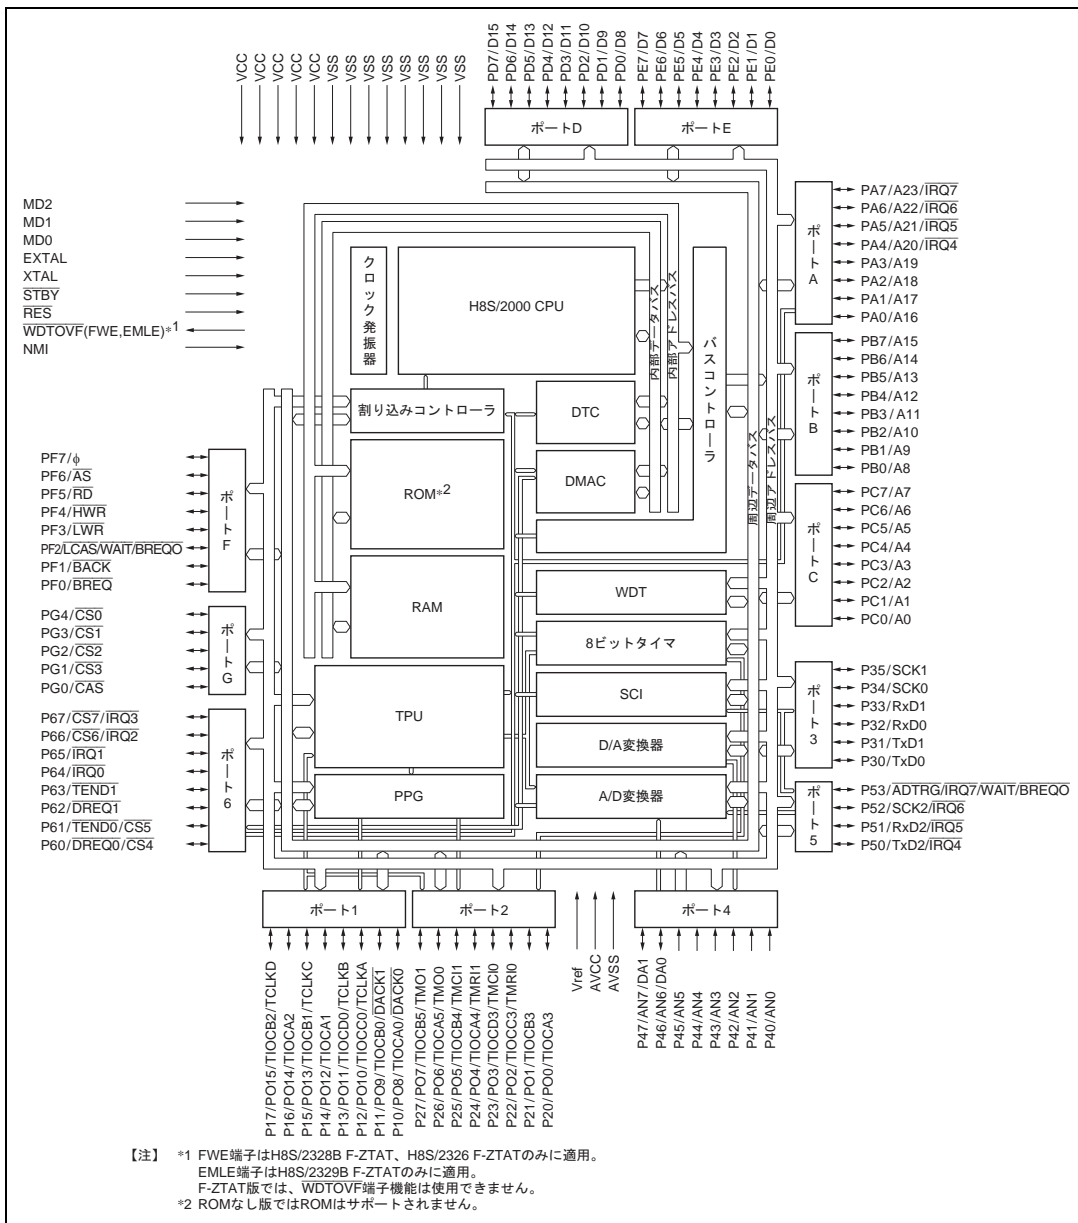 VCC
VCC
VCC
VCC
VCC
VSS
VSS
VSS
VSS
VSS
VSS
VSS
VSS
PD7/D15
PD6/D14
PD5/D13
PD4/D12
PD3/D11
PD2/D10
PD1/D9
PD0/D8
PE7/D7
PE6/D6
PE5/D5
PE4/D4
PE3/D3
PE2/D2
PE1/D1
PE0/D0
ポートD
ポートE
MD2
MD1
MD0
EXTAL
XTAL
STBY
RES
WDTOVF(FWE,EMLE)*1
NMI
クロック発振器
H8S/2000 CPU
内部データバス
内部アドレスバス
バスコントローラ
周辺データバス
周辺アドレスバス
割り込みコントローラ
DTC
ROM*2
DMAC
RAM
WDT
8ビットタイマ
TPU
SCI
D/A変換器
PPG
A/D変換器
ポートA
PA7/A23/IRQ7
PA6/A22/IRQ6
PA5/A21/IRQ5
PA4/A20/IRQ4
PA3/A19
PA2/A18
PA1/A17
PA0/A16
ポートB
PB7/A15
PB6/A14
PB5/A13
PB4/A12
PB3/A11
PB2/A10
PB1/A9
PB0/A8
ポートC
PC7/A7
PC6/A6
PC5/A5
PC4/A4
PC3/A3
PC2/A2
PC1/A1
PC0/A0
ポート3
P35/SCK1
P34/SCK0
P33/RxD1
P32/RxD0
P31/TxD1
P30/TxD0
ポート5
P53/ADTRG/IRQ7/WAIT/BREQO
P52/SCK2/IRQ6
P51/RxD2/IRQ5
P50/TxD2/IRQ4
PF7/φ
PF6/AS
PF5/RD
PF4/HWR
PF3/LWR
PF2/LCAS/WAIT/BREQO
PF1/BACK
PF0/BREQ
ポートF
PG4/CS0
PG3/CS1
PG2/CS2
PG1/CS3
PG0/CAS
ポートG
P67/CS7/IRQ3
P66/CS6/IRQ2
P65/IRQ1
P64/IRQ0
P63/TEND1
P62/DREQ1
P61/TEND0/CS5
P60/DREQ0/CS4
ポート6
ポート1
ポート2
ポート4
P17/PO15/TIOCB2/TCLKD
P16/PO14/TIOCA2
P15/PO13/TIOCB1/TCLKC
P14/PO12/TIOCA1
P13/PO11/TIOCD0/TCLKB
P12/PO10/TIOCC0/TCLKA
P11/PO9/TIOCB0/DACK1
P10/PO8/TIOCA0/DACK0
P27/PO7/TIOCB5/TMO1
P26/PO6/TIOCA5/TMO0
P25/PO5/TIOCB4/TMCI1
P24/PO4/TIOCA4/TMRI1
P23/PO3/TIOCD3/TMCI0
P22/PO2/TIOCC3/TMRI0
P21/PO1/TIOCB3
P20/PO0/TIOCA3
Vref
AVCC
AVSS
P47/AN7/DA1
P46/AN6/DA0
P45/AN5
P44/AN4
P43/AN3
P42/AN2
P41/AN1
P40/AN0
【注】 *1 FWE端子はH8S/2328B F-ZTAT、H8S/2326 F-ZTATのみに適用。
EMLE端子はH8S/2329B F-ZTATのみに適用。
F-ZTAT版では、WDTOVF端子機能は使用できません。
*2 ROMなし版ではROMはサポートされません。